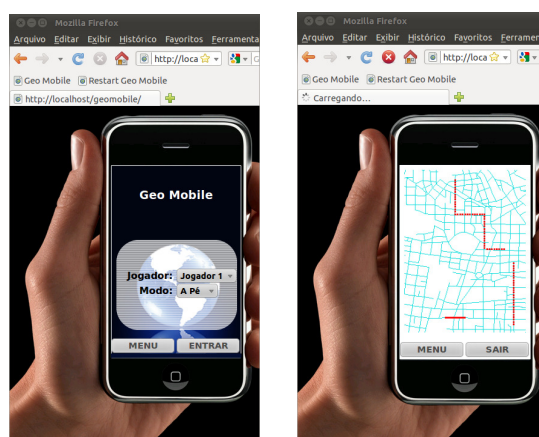 Mozilla Firefox
Arquivo Editar Exibir Histórico Favoritos Ferramenta
http://loca
Geo Mobile Restart Geo Mobile
http://localhost/geomobile/
Geo Mobile
Jogador: Jogador 1
Modo: A Pé
MENU ENTRAR
Mozilla Firefox
Arquivo Editar Exibir Histórico Favoritos Ferramen
http://loca
Geo Mobile Restart Geo Mobile
Carregando...
MENU SAIR